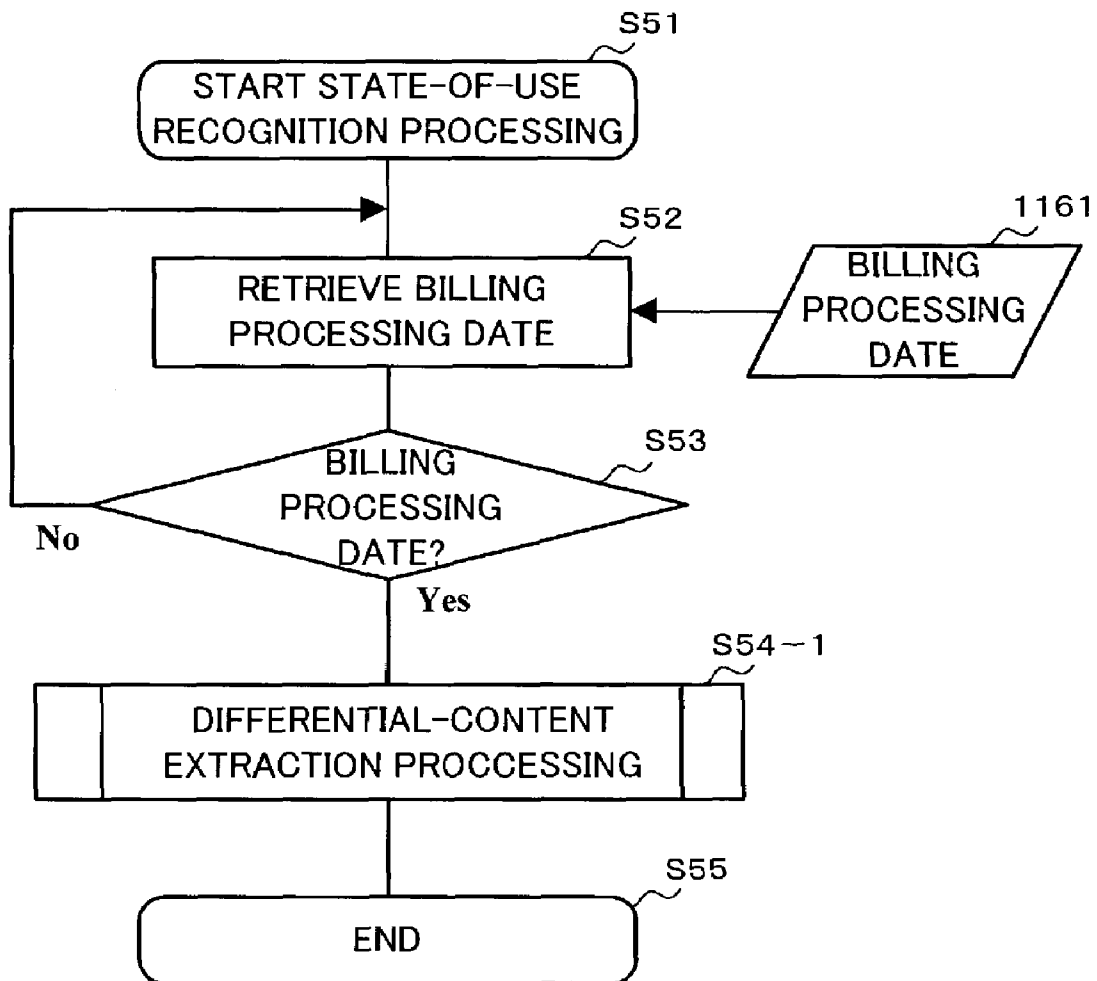 S51
START STATE-OF-USE
RECOGNITION PROCESSING
S52
RETRIEVE BILLING
PROCESSING DATE
1161
BILLING
PROCESSING
DATE
S53
BILLING
PROCESSING
DATE?
No
Yes
S54-1
DIFFERENTIAL-CONTENT
EXTRACTION PROCCESSING
S55
END